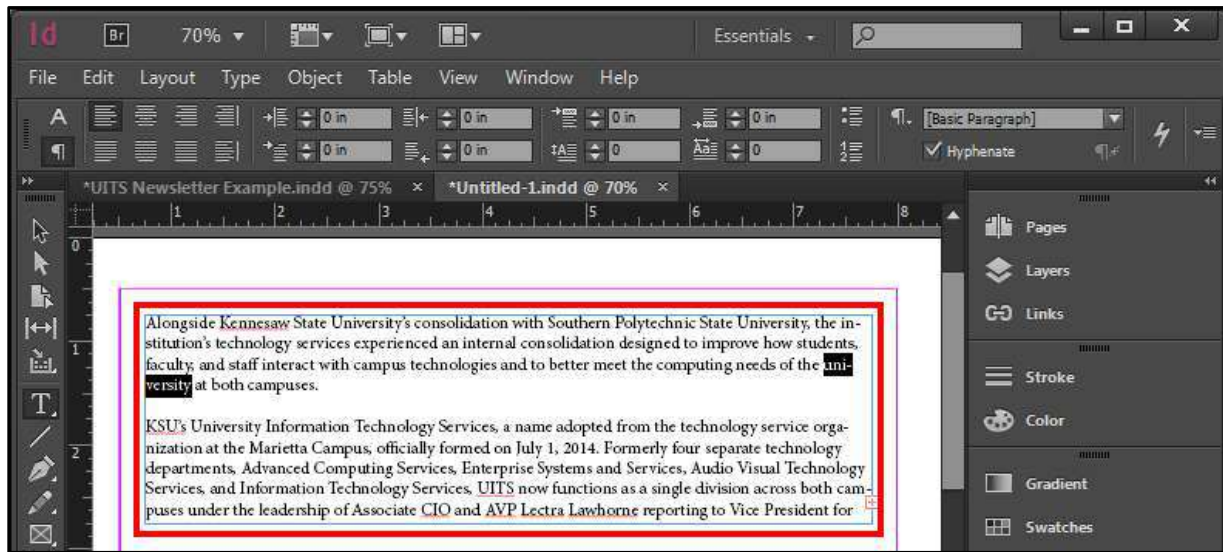 Id Br 70% Essentials
File Edit Layout Type Object Table View Window Help
A 0 in 0 in 0 in 0 in ¶. [Basic Paragraph]
¶ 0 in 0 in 0 0 Hyphenate
*UITS Newsletter Example.indd @ 75% × *Untitled-1.indd @ 70% ×
1 2 3 4 5 6 7 8
0
1
2
Alongside Kennesaw State University's consolidation with Southern Polytechnic State University, the in-
stitution's technology services experienced an internal consolidation designed to improve how students,
faculty, and staff interact with campus technologies and to better meet the computing needs of the uni-
versity at both campuses.
KSU's University Information Technology Services, a name adopted from the technology service orga-
nization at the Marietta Campus, officially formed on July 1, 2014. Formerly four separate technology
departments, Advanced Computing Services, Enterprise Systems and Services, Audio Visual Technology
Services, and Information Technology Services, UITS now functions as a single division across both cam-
puses under the leadership of Associate CIO and AVP Lectra Lawhorne reporting to Vice President for
Pages
Layers
Links
Stroke
Color
Gradient
Swatches